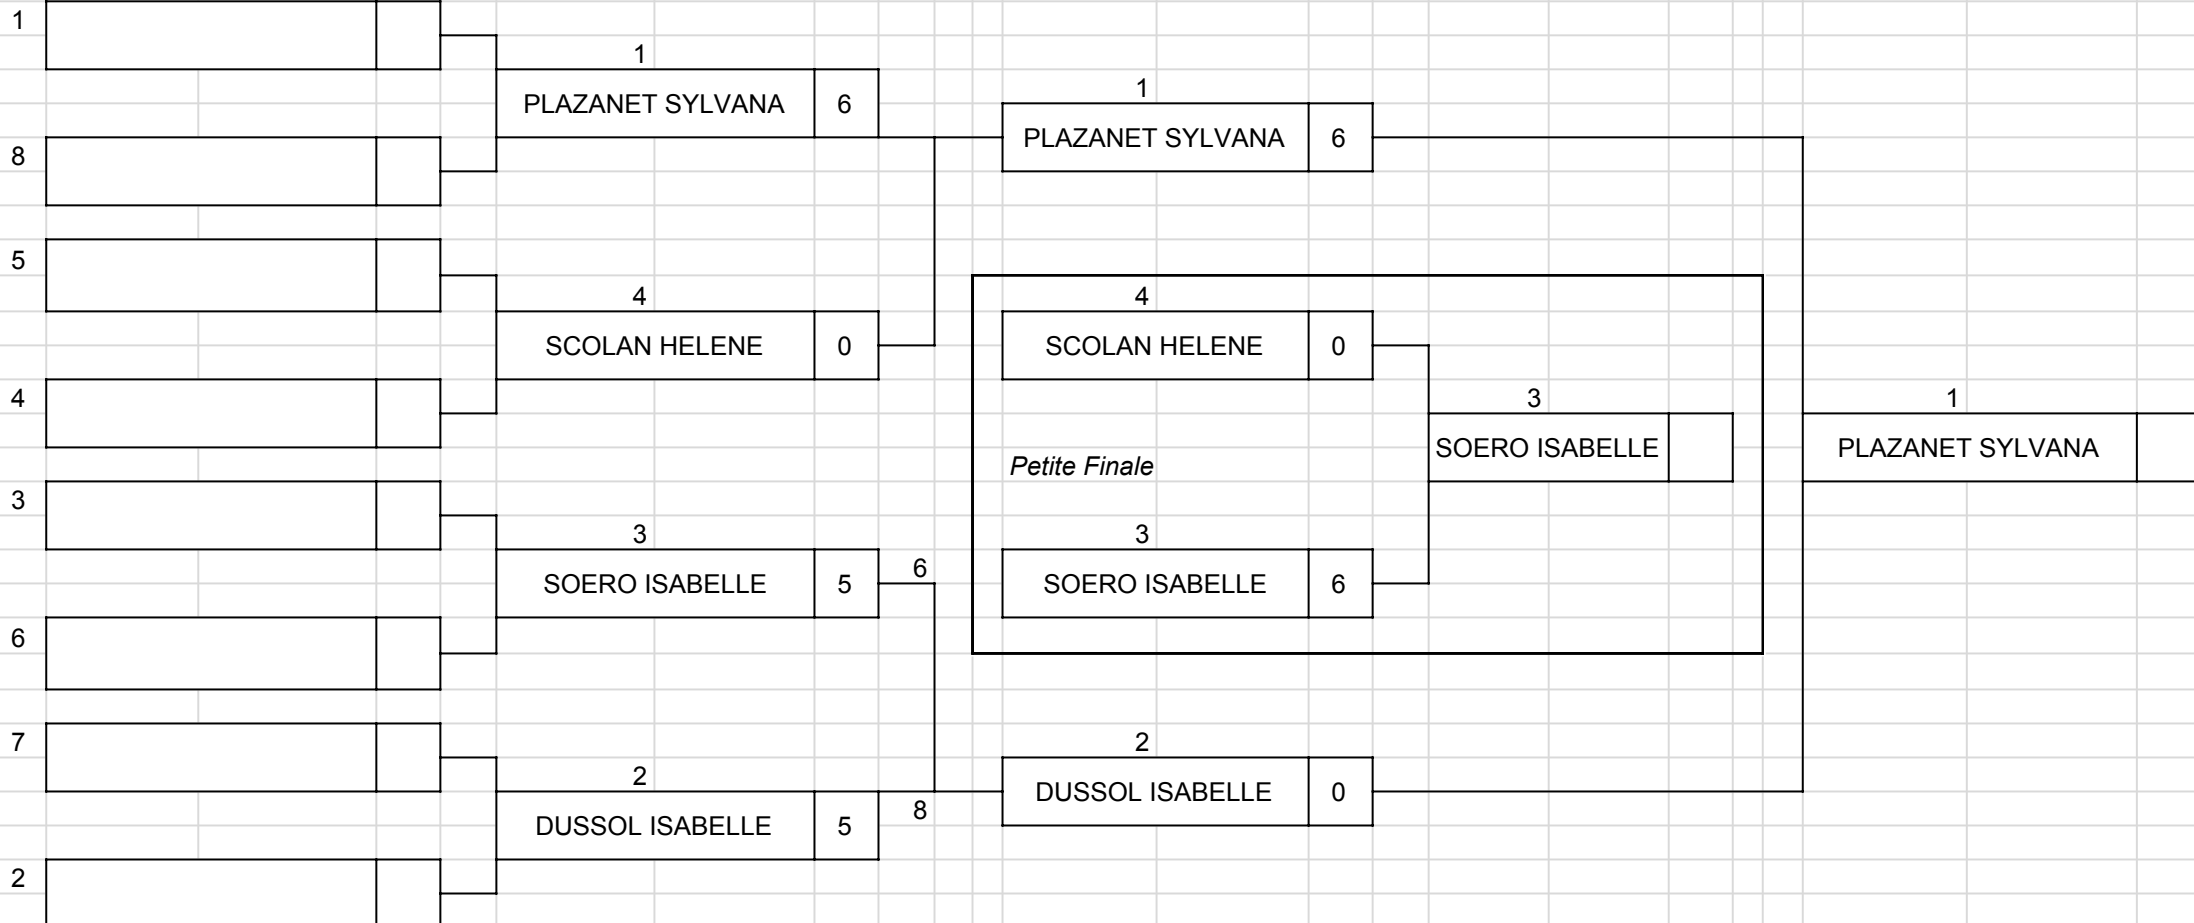 1
1
PLAZANET SYLVANA 6
1
PLAZANET SYLVANA 6
8
5
4
SCOLAN HELENE 0
4
SCOLAN HELENE 0
4
3
SOERO ISABELLE
1
PLAZANET SYLVANA
Petite Finale
3
3
SOERO ISABELLE 5
6
3
SOERO ISABELLE 6
6
7
2
DUSSOL ISABELLE 5
8
2
DUSSOL ISABELLE 0
2